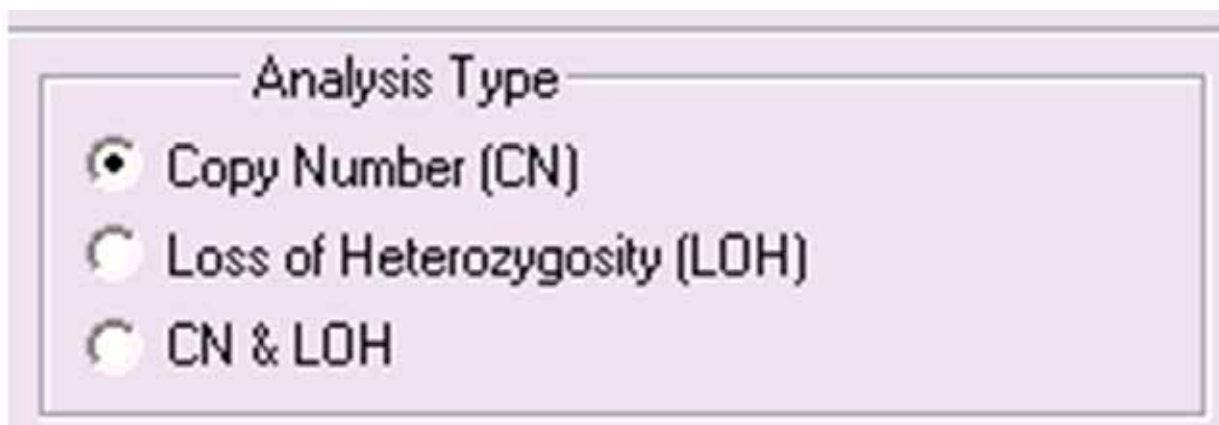 Analysis Type
Copy Number (CN)
Loss of Heterozygosity (LOH)
CN & LOH